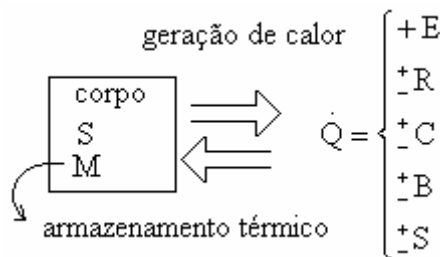 geração de calor
corpo
S
M
armazenamento térmico
Q̇ =
+E
±R
±C
±B
±S